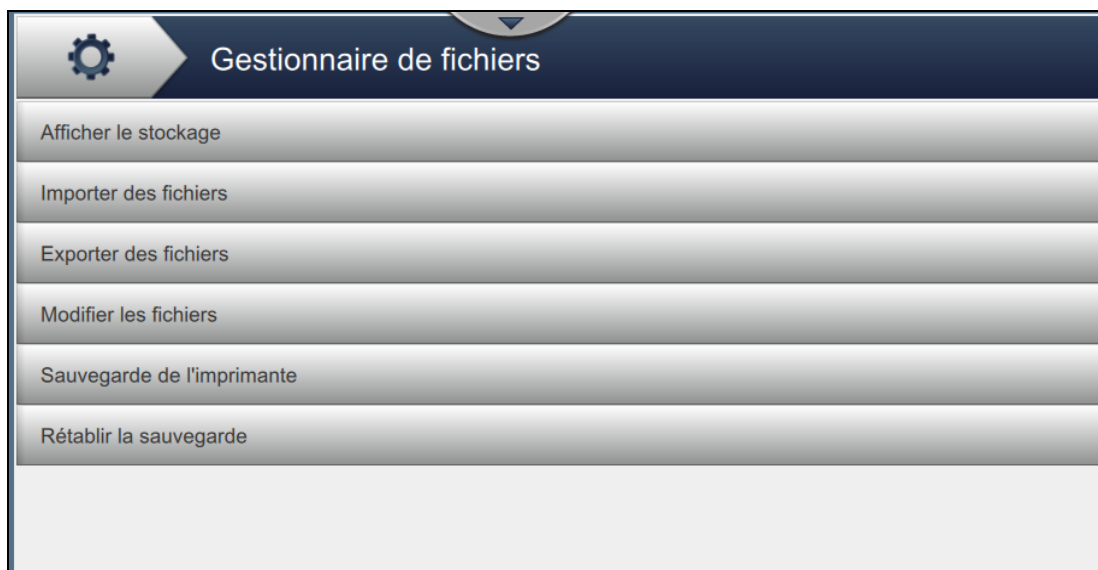 Gestionnaire de fichiers
Afficher le stockage
Importer des fichiers
Exporter des fichiers
Modifier les fichiers
Sauvegarde de l'imprimante
Rétablir la sauvegarde